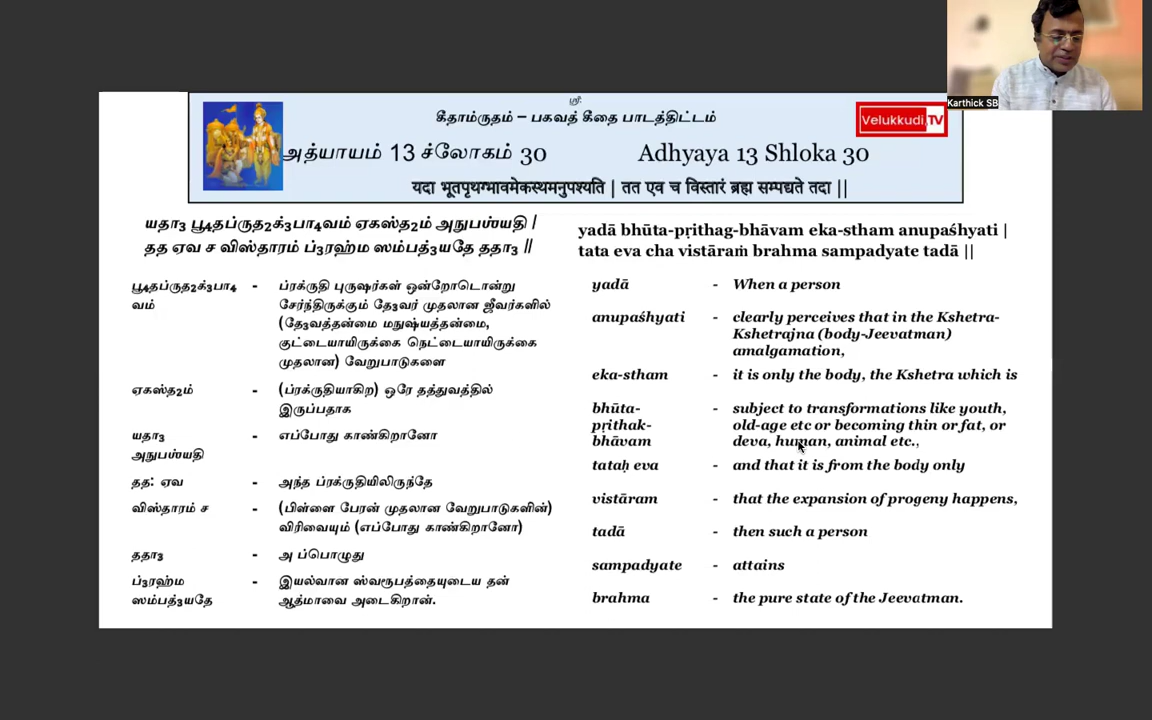 Karthick SB
ஸ்ரீ:
கீதாம்ருதம் – பகவத் கீதை பாடத்திட்டம்
Velukkudi.TV
அத்யாயம் 13 ச்லோகம் 30
Adhyaya 13 Shloka 30
यदा भूतपृथग्भावमेकस्थमनुपश्यति | तत एव च विस्तारं ब्रह्म सम्पद्यते तदा ||
யதா3 பூ4தப்ருத2க்3பா4வம் ஏகஸ்த2ம் அநுபஶ்யதி |
தத ஏவ ச விஸ்தாரம் ப்3ரஹ்ம ஸம்பத்3யதே ததா3 ||
yadā bhūta-pṛithag-bhāvam eka-stham anupaśhyati |
tata eva cha vistāraṁ brahma sampadyate tadā ||
பூ4தப்ருத2க்3பா4 - ப்ரக்ருதி புருஷர்கள் ஒன்றோடொன்று
வம் சேர்ந்திருக்கும் தே3வர் முதலான ஜீவர்களில்
(தே3வத்தன்மை மநுஷ்யத்தன்மை,
குட்டையாயிருக்கை நெட்டையாயிருக்கை
முதலான) வேறுபாடுகளை
ஏகஸ்த2ம் - (ப்ரக்ருதியாகிற) ஒரே தத்துவத்தில்
இருப்பதாக
யதா3 - எப்போது காண்கிறானோ
அநுபஶ்யதி
தத: ஏவ - அந்த ப்ரக்ருதியிலிருந்தே
விஸ்தாரம் ச - (பிள்ளை பேரன் முதலான வேறுபாடுகளின்)
விரிவையும் (எப்போது காண்கிறானோ)
ததா3 - அ ப்பொழுது
ப்3ரஹ்ம - இயல்வான ஸ்வரூபத்தையுடைய தன்
ஸம்பத்3யதே ஆத்மாவை அடைகிறான்.
yadā - When a person
anupaśhyati - clearly perceives that in the Kshetra-
Kshetrajna (body-Jeevatman)
amalgamation,
eka-stham - it is only the body, the Kshetra which is
bhūta- - subject to transformations like youth,
pṛithak- old-age etc or becoming thin or fat, or
bhāvam deva, human, animal etc.,
tataḥ eva - and that it is from the body only
vistāram - that the expansion of progeny happens,
tadā - then such a person
sampadyate - attains
brahma - the pure state of the Jeevatman.